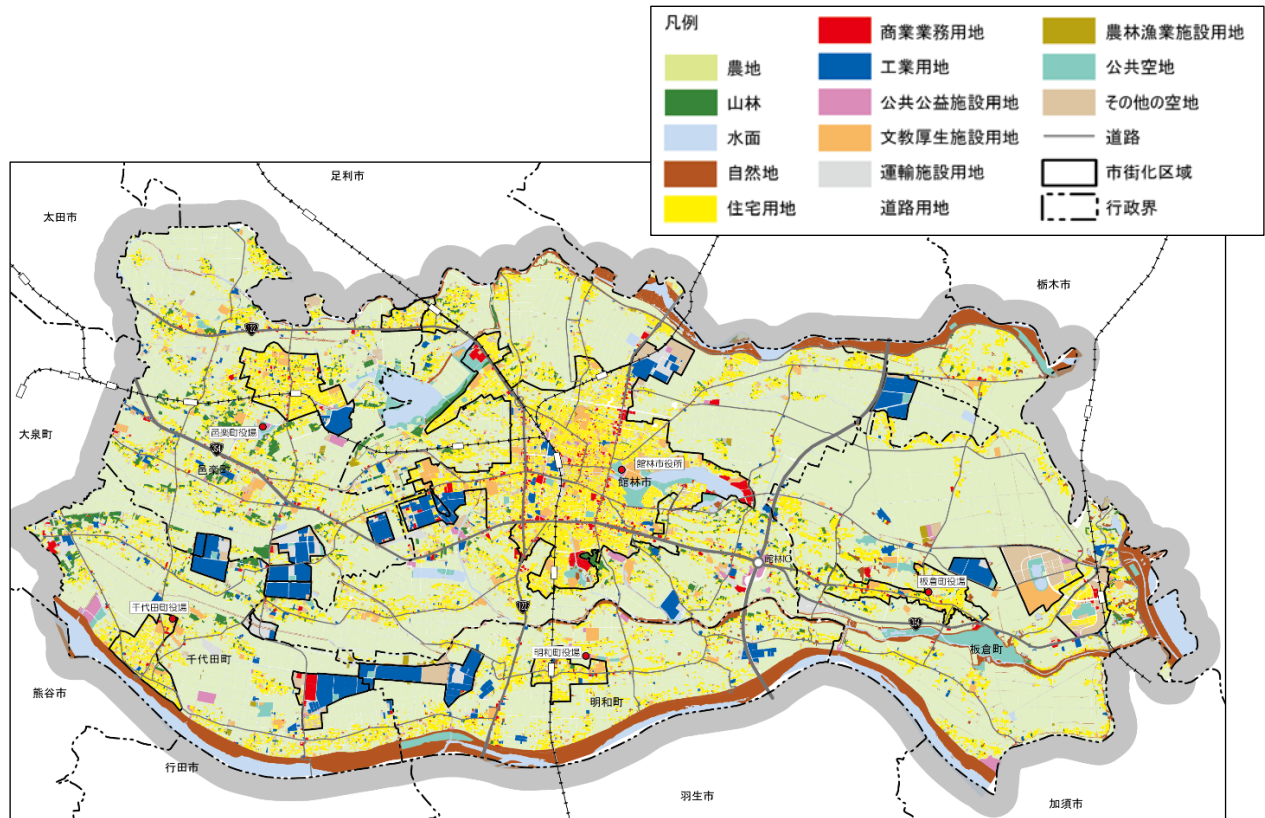 凡例
農地
山林
水面
自然地
住宅用地
商業業務用地
工業用地
公共公益施設用地
文教厚生施設用地
運輸施設用地
道路用地
農林漁業施設用地
公共空地
その他の空地
道路
市街化区域
行政界
足利市
太田市
栃木市
122
大泉町
邑楽町役場
354
邑楽町
館林市役所
館林市
館林IC
板倉町役場
千代田町役場
122
354
千代田町
明和町役場
板倉町
熊谷市
明和町
行田市
羽生市
加須市